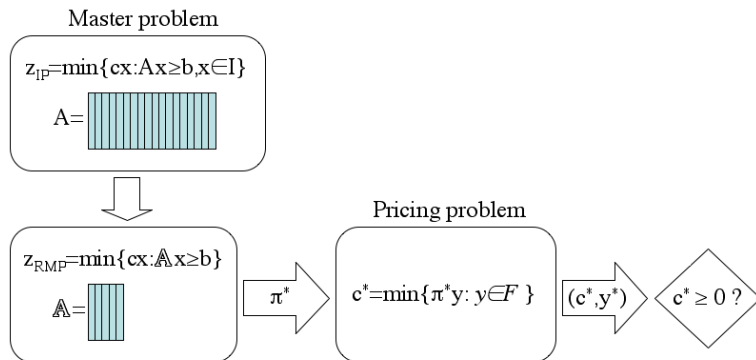 Master problem
z_IP=min{cx:Ax≥b,x∈I}
A=
Pricing problem
z_RMP=min{cx:𝔸x≥b}
𝔸=
π*
c*=min{π*y: y∈F }
(c*,y*)
c* ≥ 0 ?